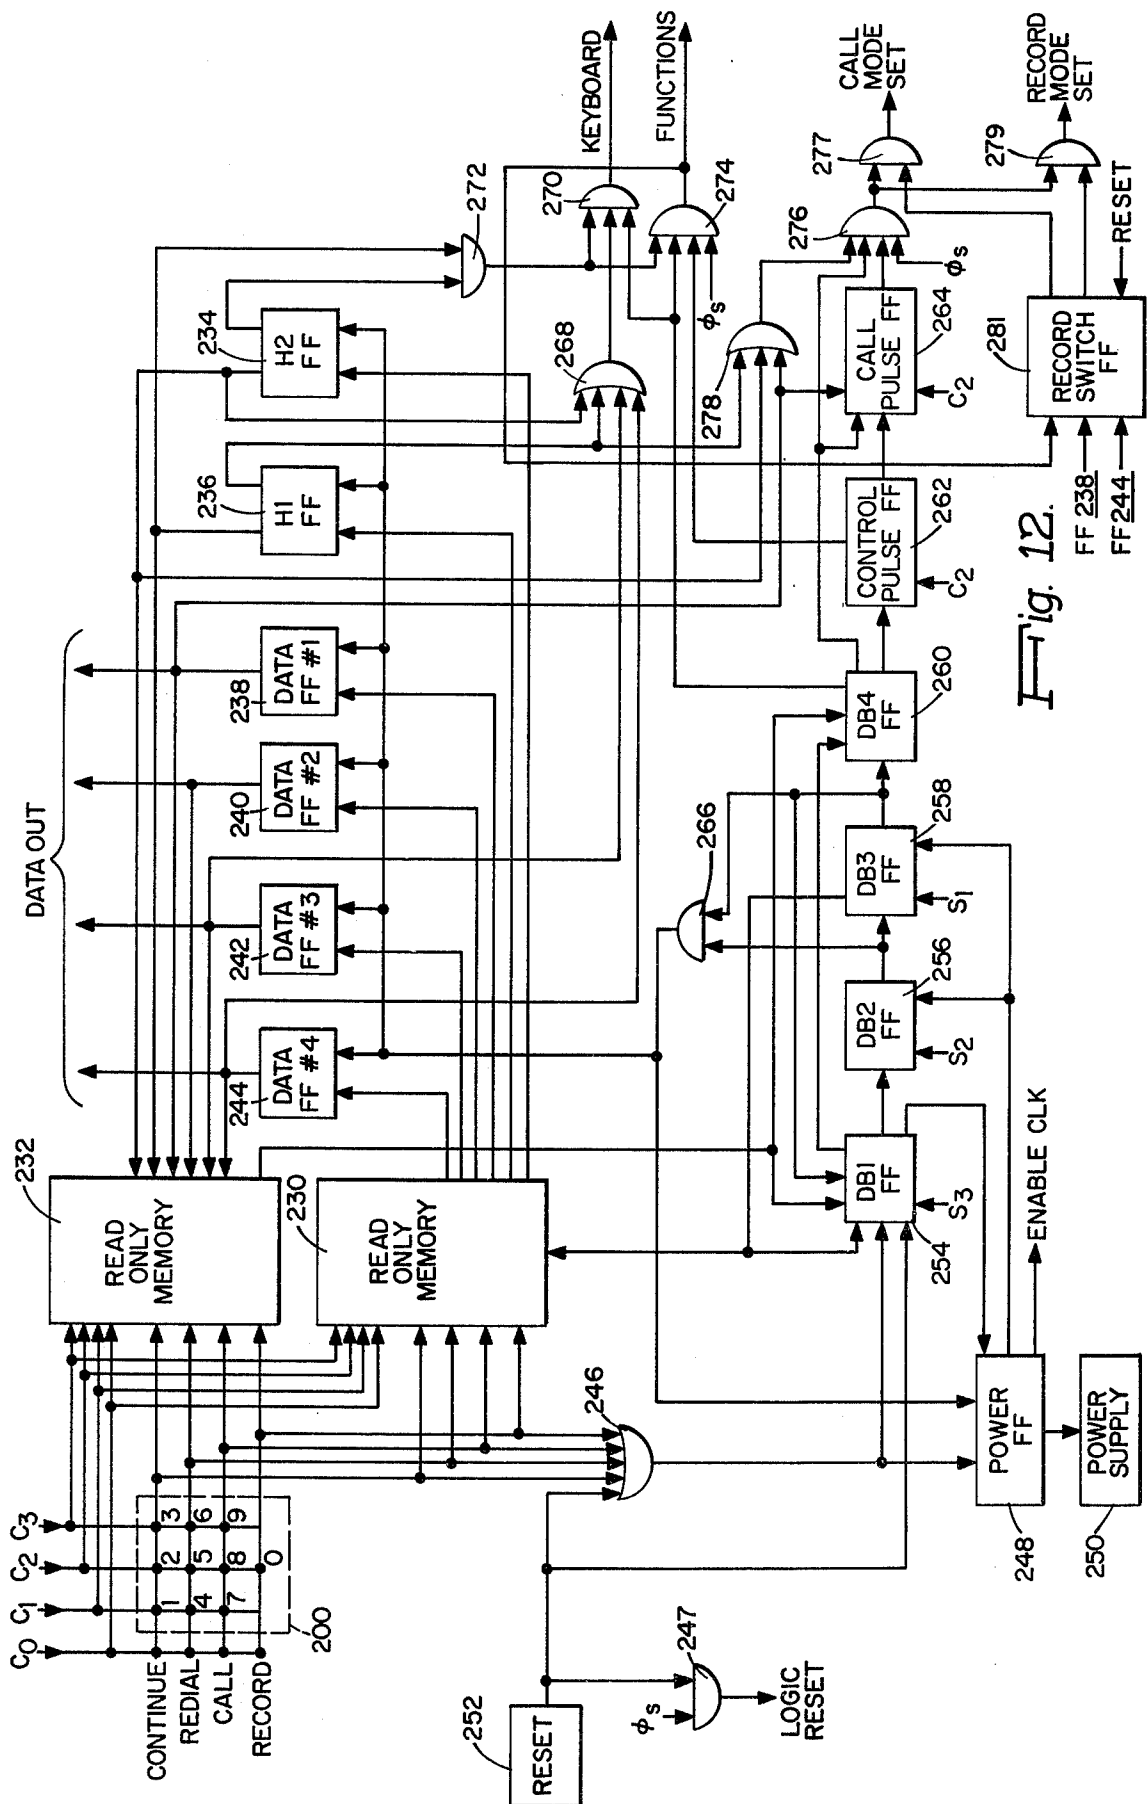 C0
C1
C2
C3
CONTINUE
REDIAL
CALL
RECORD
1 2 3
4 5 6
7 8 9
0
200
232
READ
ONLY
MEMORY
230
READ
ONLY
MEMORY
DATA OUT
244
DATA
FF #4
242
DATA
FF #3
240
DATA
FF #2
238
DATA
FF #1
236
H1
FF
234
H2
FF
272
268
270
KEYBOARD
274
FUNCTIONS
ϕs
278
276
ϕs
277
CALL
MODE
SET
279
RECORD
MODE
SET
246
266
252
RESET
ϕs
247
LOGIC
RESET
254
DB1
FF
S3
256
DB2
FF
S2
258
DB3
FF
S1
260
DB4
FF
262
CONTROL
PULSE FF
C2
264
CALL
PULSE FF
C2
248
POWER
FF
ENABLE CLK
250
POWER
SUPPLY
281
RECORD
SWITCH
FF
RESET
FF 238
FF 244
Fig. 12.